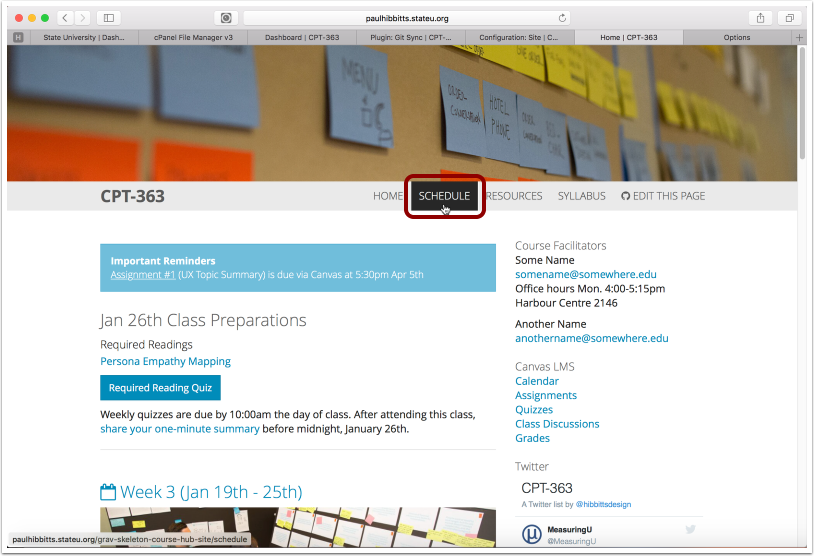 paulhibbitts.stateu.org
H
State University | Dash...
cPanel File Manager v3
Dashboard | CPT-363
Plugin: Git Sync | CPT-...
Configuration: Site | C...
Home | CPT-363
Options
MENU
HOTEL
PHONE
CPT-363
HOME
SCHEDULE
RESOURCES
SYLLABUS
EDIT THIS PAGE
Important Reminders
Assignment #1 (UX Topic Summary) is due via Canvas at 5:30pm Apr 5th
Jan 26th Class Preparations
Required Readings
Persona Empathy Mapping
Required Reading Quiz
Weekly quizzes are due by 10:00am the day of class. After attending this class,
share your one-minute summary before midnight, January 26th.
Week 3 (Jan 19th - 25th)
Course Facilitators
Some Name
somename@somewhere.edu
Office hours Mon. 4:00-5:15pm
Harbour Centre 2146
Another Name
anothername@somewhere.edu
Canvas LMS
Calendar
Assignments
Quizzes
Class Discussions
Grades
Twitter
CPT-363
A Twitter list by @hibbittsdesign
MeasuringU
@MeasuringU
paulhibbitts.stateu.org/grav-skeleton-course-hub-site/schedule